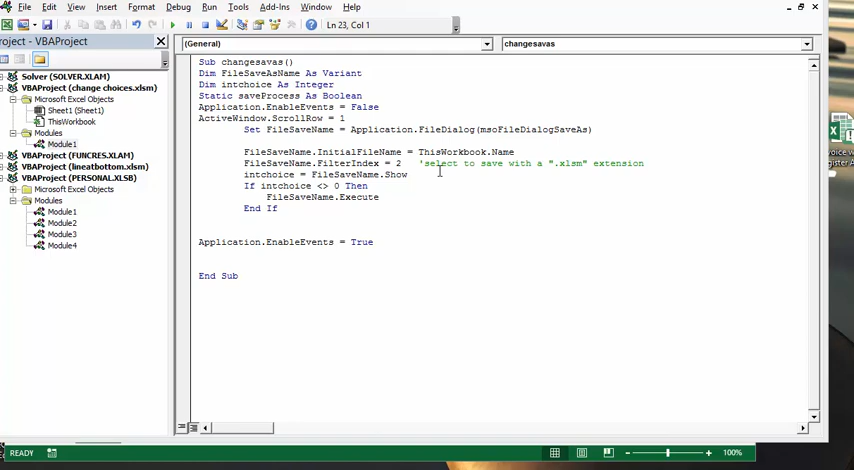 File Edit View Insert Format Debug Run Tools Add-Ins Window Help
Ln 23, Col 1
roject - VBAProject
(General)
changesavas
Solver (SOLVER.XLAM)
VBAProject (change choices.xlsm)
Microsoft Excel Objects
Sheet1 (Sheet1)
ThisWorkbook
Modules
Module1
VBAProject (FUNCRES.XLAM)
VBAProject (lineatbottom.xlsm)
VBAProject (PERSONAL.XLSB)
Microsoft Excel Objects
Modules
Module1
Module2
Module3
Module4
Sub changesavas()
Dim FileSaveAsName As Variant
Dim intchoice As Integer
Static saveProcess As Boolean
Application.EnableEvents = False
ActiveWindow.ScrollRow = 1
Set FileSaveName = Application.FileDialog(msoFileDialogSaveAs)
FileSaveName.InitialFileName = ThisWorkbook.Name
FileSaveName.FilterIndex = 2 'select to save with a ".xlsm" extension
intchoice = FileSaveName.Show
If intchoice <> 0 Then
FileSaveName.Execute
End If
Application.EnableEvents = True
End Sub
voice w
READY
100%